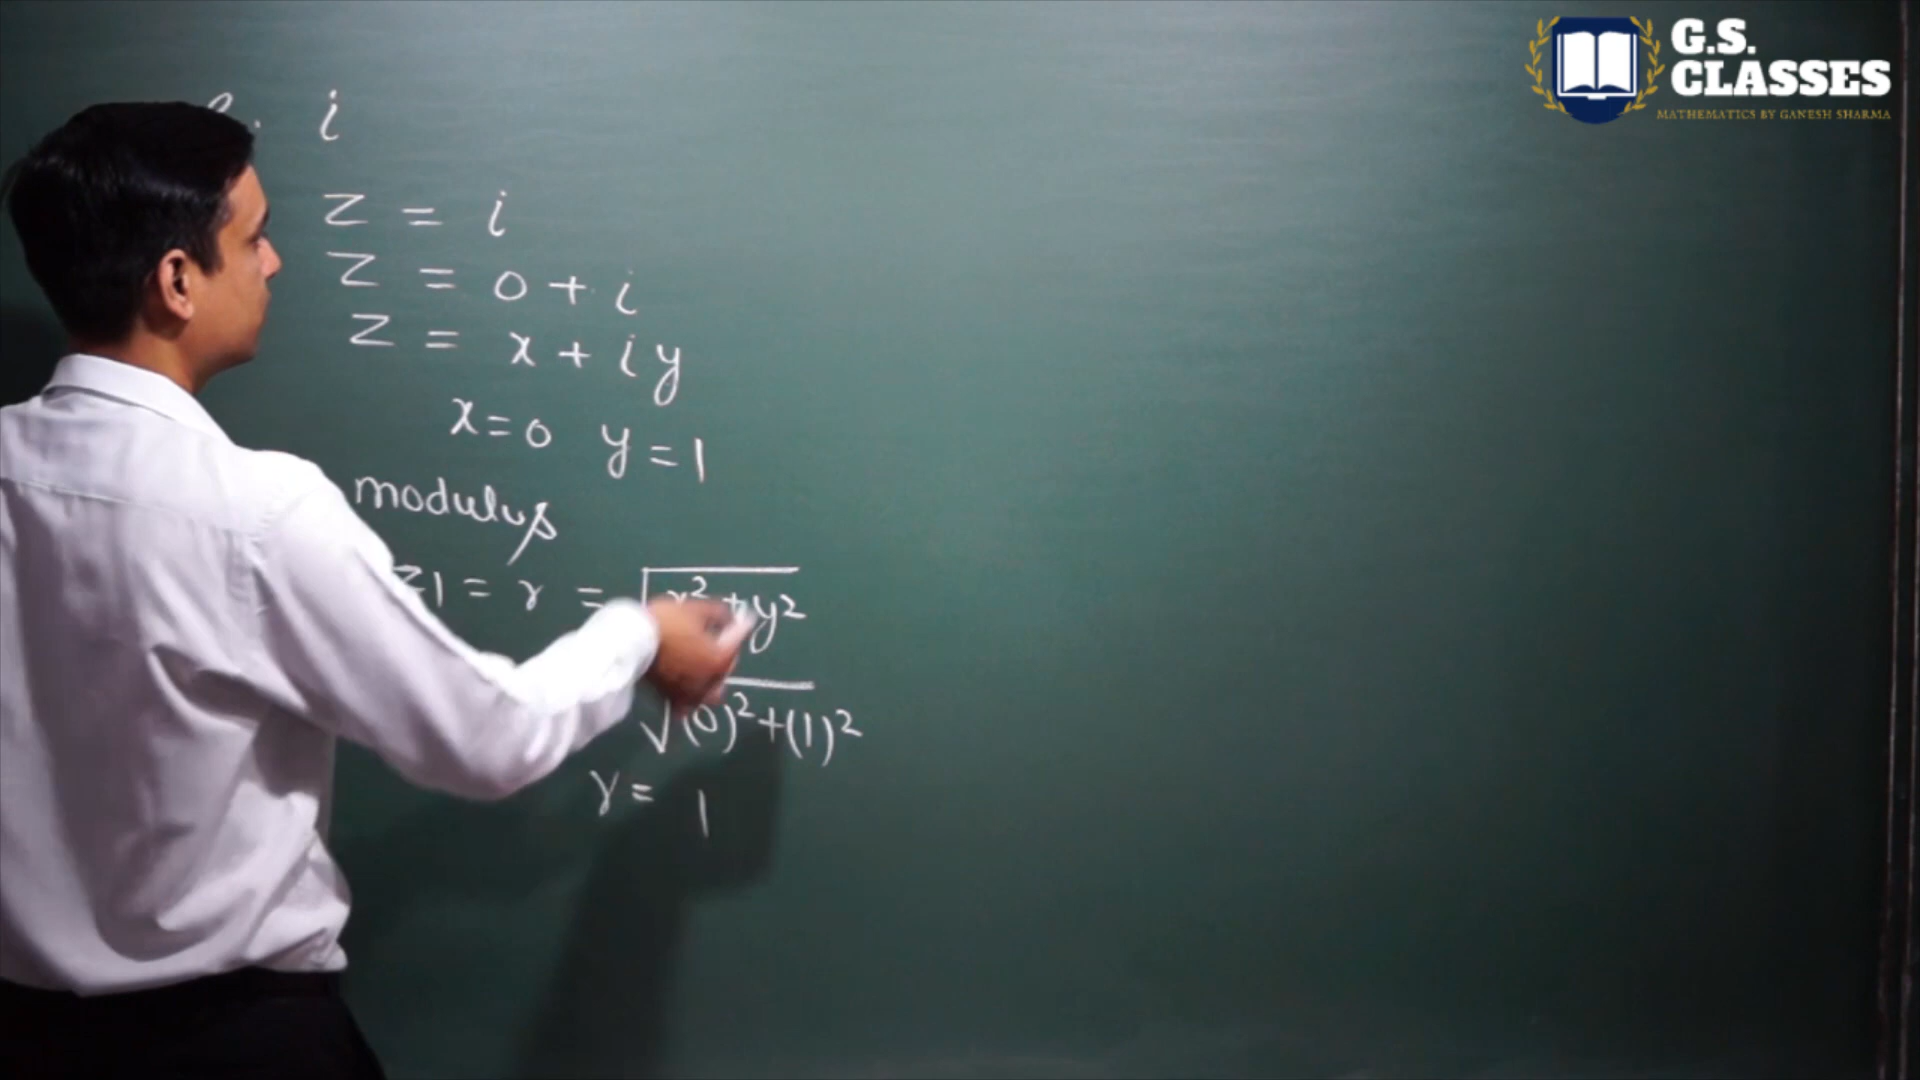 i
z = i
z = 0 + i
z = x + iy
x=0 y=1
modulus
z| = r = √x²+y²
√(0)²+(1)²
r = 1
G.S.
CLASSES
MATHEMATICS BY GANESH SHARMA